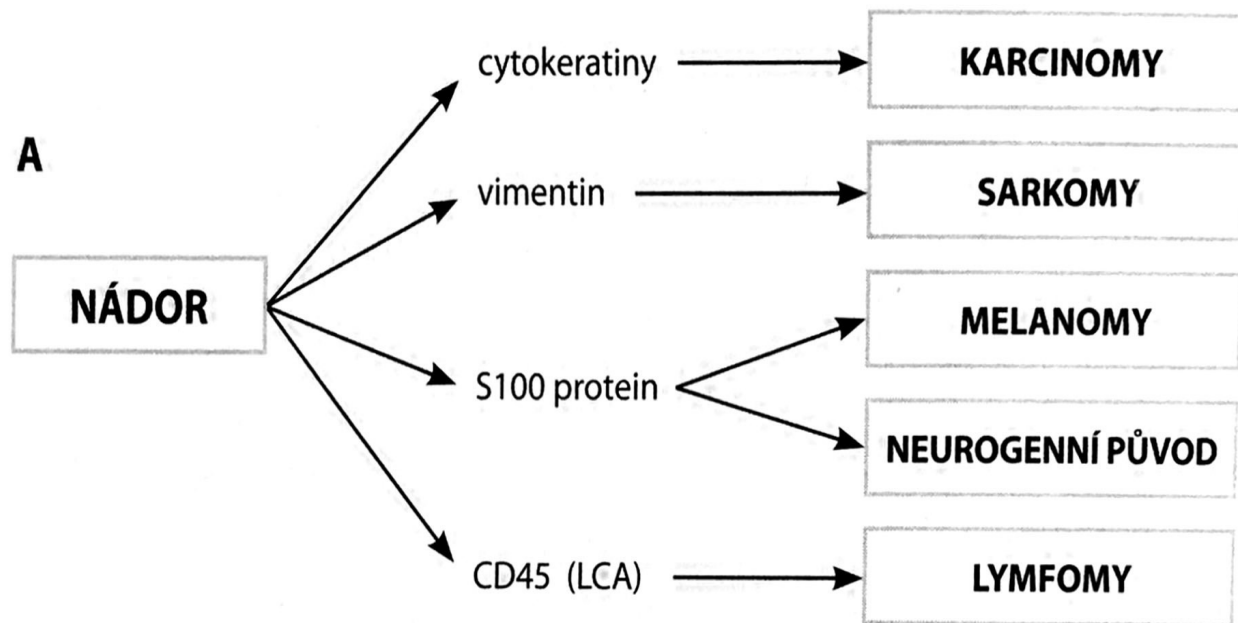 cytokeratiny
KARCINOMY
A
vimentin
SARKOMY
NÁDOR
MELANOMY
S100 protein
NEUROGENNÍ PŮVOD
CD45 (LCA)
LYMFOMY